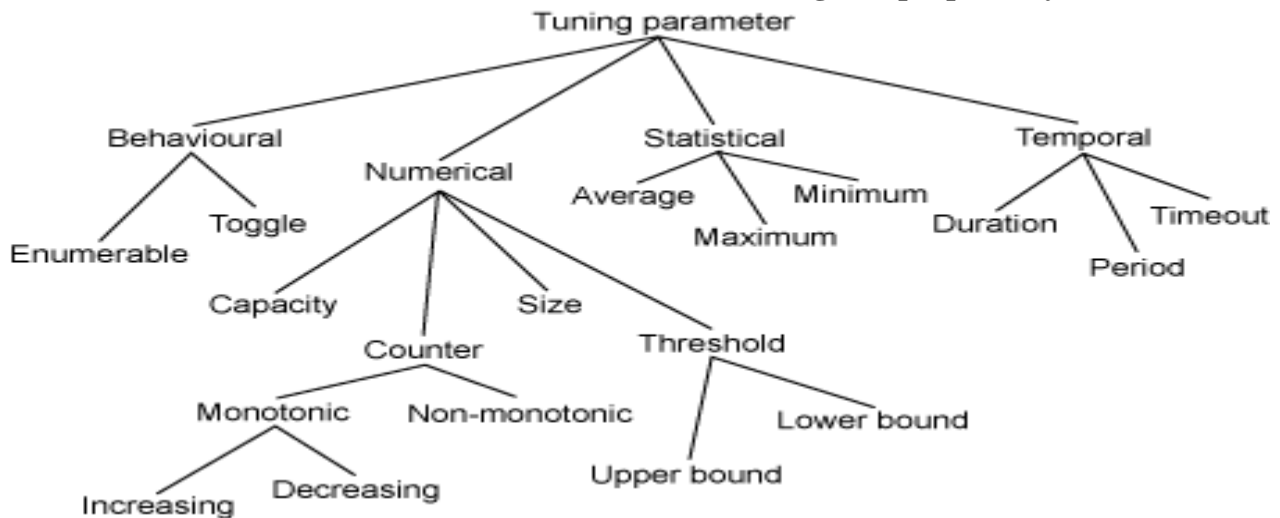 Tuning parameter
Behavioural
Numerical
Statistical
Temporal
Enumerable
Toggle
Average
Maximum
Minimum
Duration
Period
Timeout
Capacity
Counter
Size
Threshold
Monotonic
Non-monotonic
Upper bound
Lower bound
Increasing
Decreasing